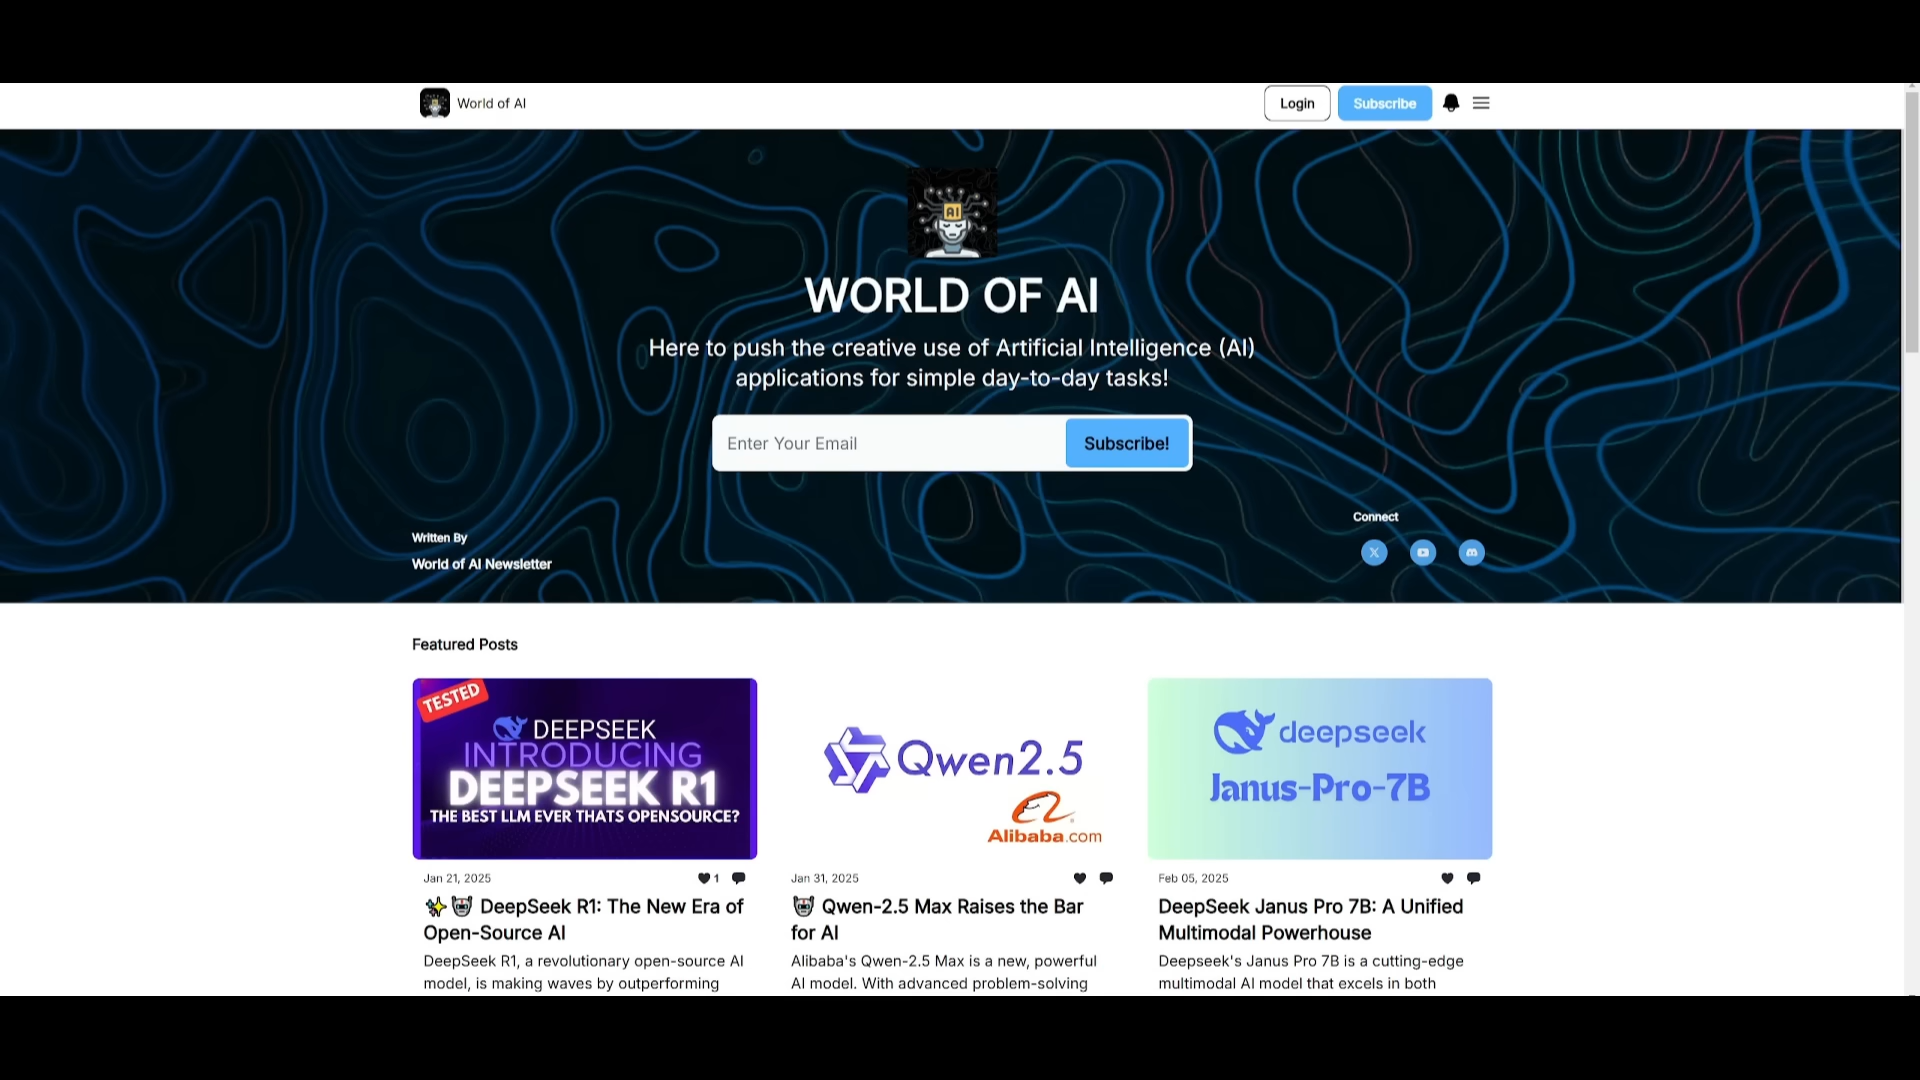 World of AI
Login
Subscribe
AI
WORLD OF AI
Here to push the creative use of Artificial Intelligence (AI)
applications for simple day-to-day tasks!
Enter Your Email
Subscribe!
Written By
World of AI Newsletter
Connect
Featured Posts
TESTED
DEEPSEEK
INTRODUCING
DEEPSEEK R1
THE BEST LLM EVER THATS OPENSOURCE?
Jan 21, 2025
1
DeepSeek R1: The New Era of
Open-Source AI
DeepSeek R1, a revolutionary open-source AI
model, is making waves by outperforming
Qwen2.5
Alibaba.com
Jan 31, 2025
Qwen-2.5 Max Raises the Bar
for AI
Alibaba's Qwen-2.5 Max is a new, powerful
AI model. With advanced problem-solving
deepseek
Janus-Pro-7B
Feb 05, 2025
DeepSeek Janus Pro 7B: A Unified
Multimodal Powerhouse
Deepseek's Janus Pro 7B is a cutting-edge
multimodal AI model that excels in both